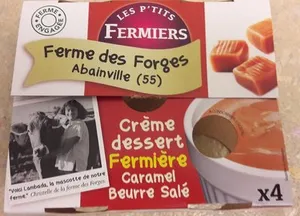 FERME
ENGAGÉE
LES P'TITS
FERMIERS
Ferme des Forges
Abainville (55)
"Voici Lambada, la mascotte de notre
ferme" Christelle de la ferme des Forges.
Crème
dessert
Fermière
Caramel
Beurre Salé
x4